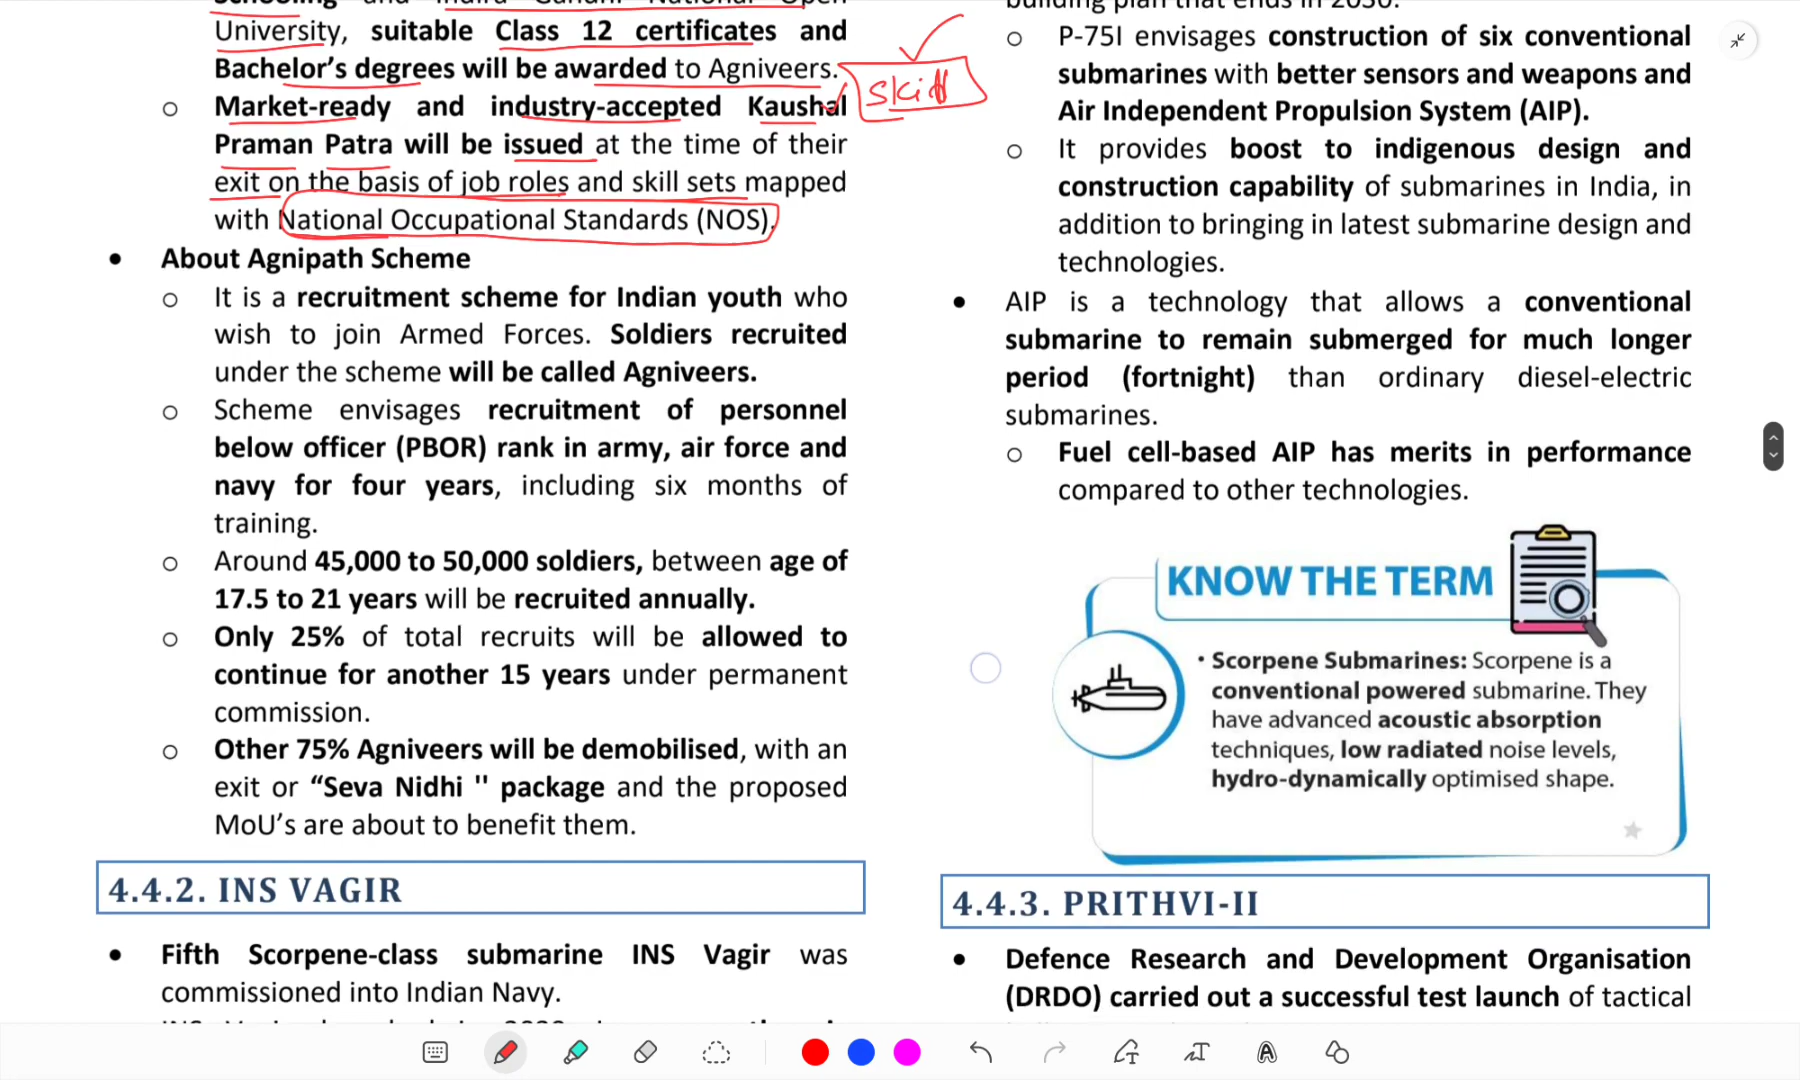 University, suitable Class 12 certificates and
Bachelor's degrees will be awarded to Agniveers.
o Market-ready and industry-accepted Kaushal
Praman Patra will be issued at the time of their
exit on the basis of job roles and skill sets mapped
with National Occupational Standards (NOS).
• About Agnipath Scheme
o It is a recruitment scheme for Indian youth who
wish to join Armed Forces. Soldiers recruited
under the scheme will be called Agniveers.
o Scheme envisages recruitment of personnel
below officer (PBOR) rank in army, air force and
navy for four years, including six months of
training.
o Around 45,000 to 50,000 soldiers, between age of
17.5 to 21 years will be recruited annually.
o Only 25% of total recruits will be allowed to
continue for another 15 years under permanent
commission.
o Other 75% Agniveers will be demobilised, with an
exit or “Seva Nidhi " package and the proposed
MoU's are about to benefit them.
4.4.2. INS VAGIR
• Fifth Scorpene-class submarine INS Vagir was
commissioned into Indian Navy.
Skill
o P-75I envisages construction of six conventional
submarines with better sensors and weapons and
Air Independent Propulsion System (AIP).
o It provides boost to indigenous design and
construction capability of submarines in India, in
addition to bringing in latest submarine design and
technologies.
• AIP is a technology that allows a conventional
submarine to remain submerged for much longer
period (fortnight) than ordinary diesel-electric
submarines.
o Fuel cell-based AIP has merits in performance
compared to other technologies.
KNOW THE TERM
• Scorpene Submarines: Scorpene is a
conventional powered submarine. They
have advanced acoustic absorption
techniques, low radiated noise levels,
hydro-dynamically optimised shape.
4.4.3. PRITHVI-II
• Defence Research and Development Organisation
(DRDO) carried out a successful test launch of tactical